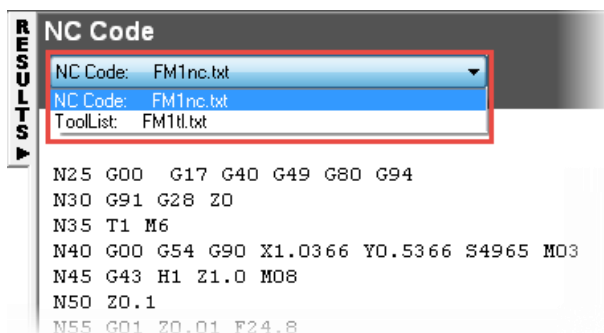 RESULTS
NC Code
NC Code: FM1nc.txt
NC Code: FM1nc.txt
ToolList: FM1tl.txt
N25 G00 G17 G40 G49 G80 G94
N30 G91 G28 Z0
N35 T1 M6
N40 G00 G54 G90 X1.0366 Y0.5366 S4965 M03
N45 G43 H1 Z1.0 M08
N50 Z0.1
N55 G01 Z0.01 F24.8